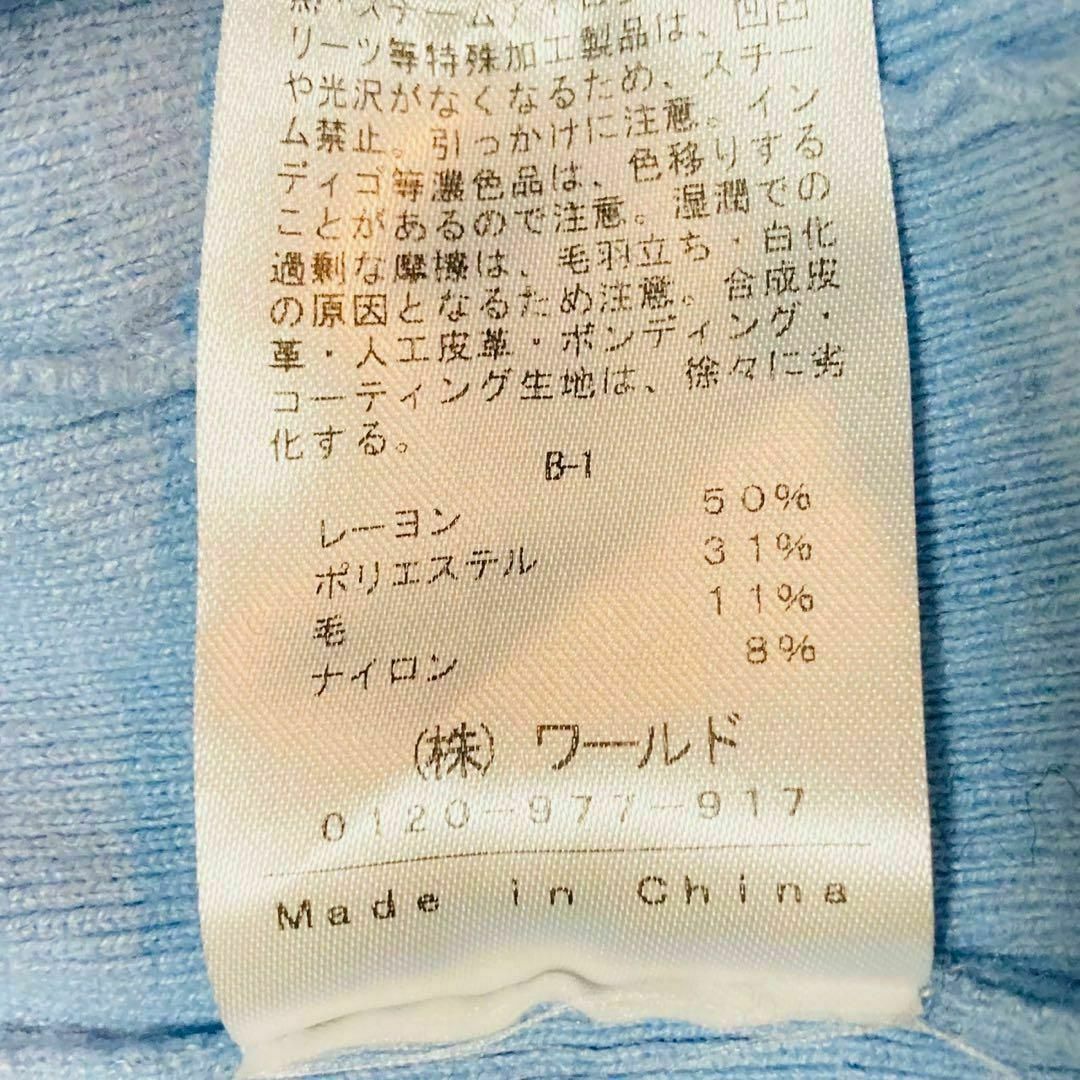 リーツ等特殊加工製品は、凹凸
や光沢がなくなるため、スチー
ム禁止。引っかけに注意。イン
ディゴ等濃色品は、色移りする
ことがあるので注意。湿潤での
過剰な摩擦は、毛羽立ち・白化
の原因となるため注意。合成皮
革・人工皮革・ボンディング・
コーティング生地は、徐々に劣
化する。
B-1
レーヨン 50%
ポリエステル 31%
毛 11%
ナイロン 8%
(株) ワールド
0120-977-917
Made in China